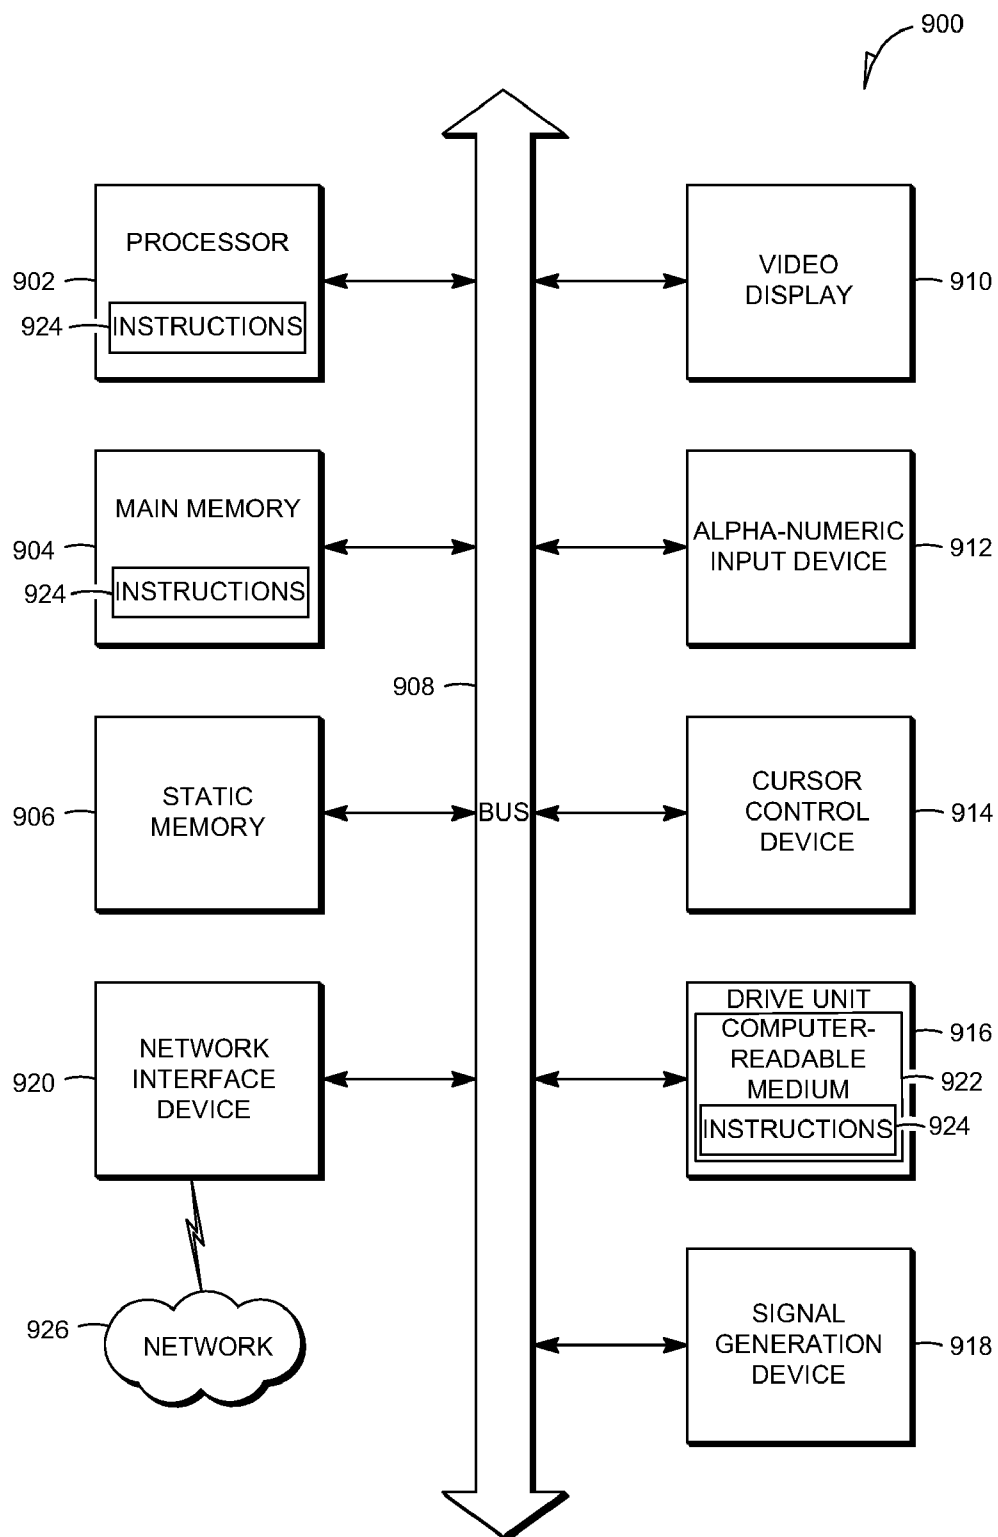 900
PROCESSOR
902
924
INSTRUCTIONS
MAIN MEMORY
904
924
INSTRUCTIONS
908
STATIC
MEMORY
906
NETWORK
INTERFACE
DEVICE
920
926
NETWORK
BUS
VIDEO
DISPLAY
910
ALPHA-NUMERIC
INPUT DEVICE
912
CURSOR
CONTROL
DEVICE
914
DRIVE UNIT
COMPUTER-
READABLE
MEDIUM
INSTRUCTIONS
916
922
924
SIGNAL
GENERATION
DEVICE
918